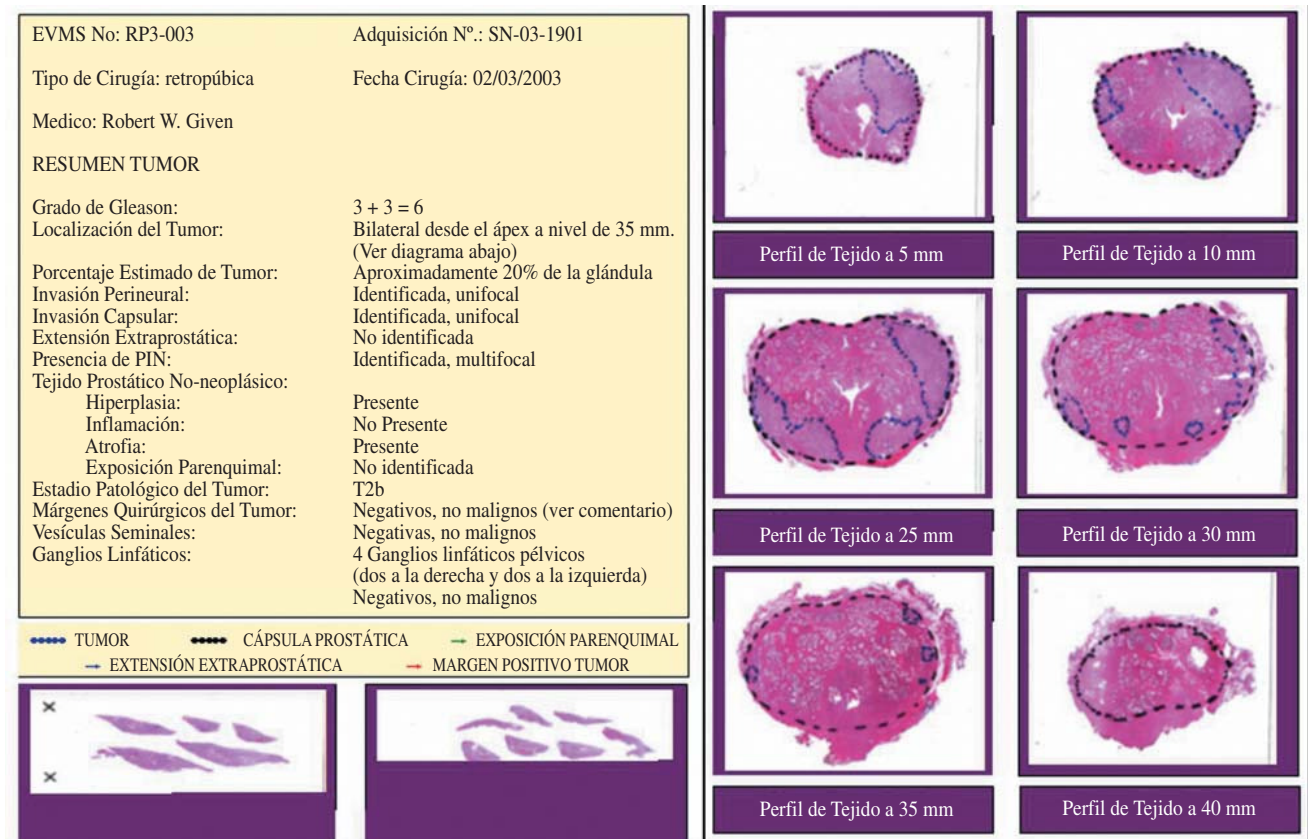 EVMS No: RP3-003 Adquisición Nº.: SN-03-1901
Tipo de Cirugía: retropúbica Fecha Cirugía: 02/03/2003
Medico: Robert W. Given
RESUMEN TUMOR
Grado de Gleason: 3 + 3 = 6
Localización del Tumor: Bilateral desde el ápex a nivel de 35 mm.
(Ver diagrama abajo)
Porcentaje Estimado de Tumor: Aproximadamente 20% de la glándula
Invasión Perineural: Identificada, unifocal
Invasión Capsular: Identificada, unifocal
Extensión Extraprostática: No identificada
Presencia de PIN: Identificada, multifocal
Tejido Prostático No-neoplásico:
Hiperplasia: Presente
Inflamación: No Presente
Atrofia: Presente
Exposición Parenquimal: No identificada
Estadio Patológico del Tumor: T2b
Márgenes Quirúrgicos del Tumor: Negativos, no malignos (ver comentario)
Vesículas Seminales: Negativas, no malignos
Ganglios Linfáticos: 4 Ganglios linfáticos pélvicos
(dos a la derecha y dos a la izquierda)
Negativos, no malignos
TUMOR CÁPSULA PROSTÁTICA EXPOSICIÓN PARENQUIMAL
EXTENSIÓN EXTRAPROSTÁTICA MARGEN POSITIVO TUMOR
Perfil de Tejido a 5 mm Perfil de Tejido a 10 mm
Perfil de Tejido a 25 mm Perfil de Tejido a 30 mm
Perfil de Tejido a 35 mm Perfil de Tejido a 40 mm